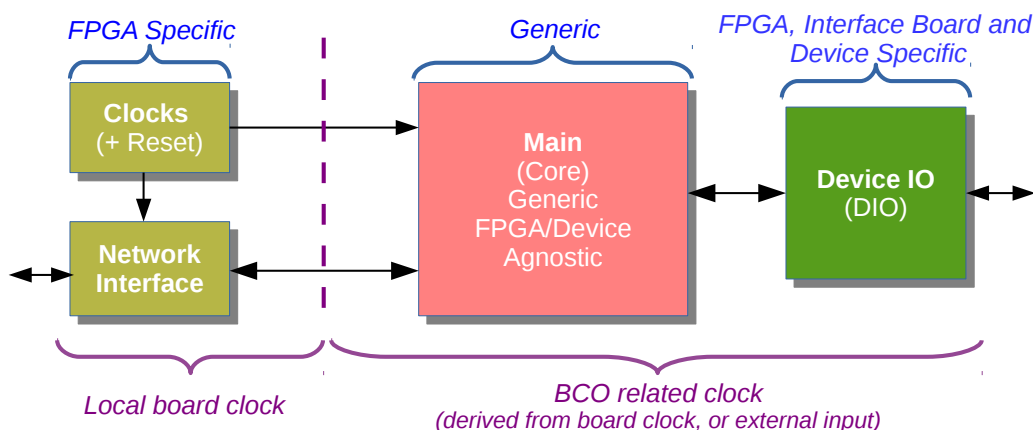 FPGA Specific
Generic
FPGA, Interface Board and
Device Specific
Clocks
(+ Reset)
Main
(Core)
Generic
FPGA/Device
Agnostic
Device IO
(DIO)
Network
Interface
Local board clock
BCO related clock
(derived from board clock, or external input)